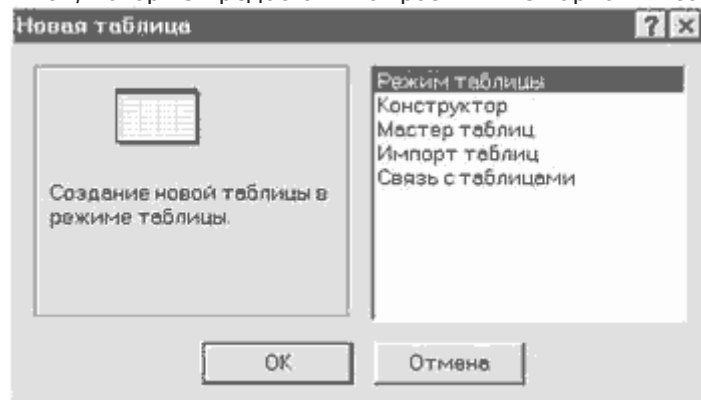 Новая таблица
Режим таблицы
Конструктор
Мастер таблиц
Импорт таблиц
Связь с таблицами
Создание новой таблицы в
режиме таблицы.
OK
Отмена